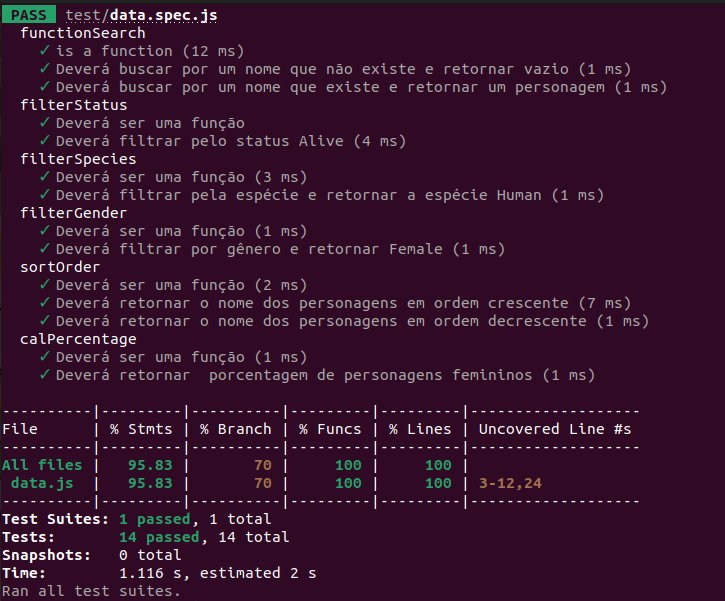 PASS test/data.spec.js
functionSearch
✓ is a function (12 ms)
✓ Deverá buscar por um nome que não existe e retornar vazio (1 ms)
✓ Deverá buscar por um nome que existe e retornar um personagem (1 ms)
filterStatus
✓ Deverá ser uma função
✓ Deverá filtrar pelo status Alive (4 ms)
filterSpecies
✓ Deverá ser uma função (3 ms)
✓ Deverá filtrar pela espécie e retornar a espécie Human (1 ms)
filterGender
✓ Deverá ser uma função (1 ms)
✓ Deverá filtrar por gênero e retornar Female (1 ms)
sortOrder
✓ Deverá ser uma função (2 ms)
✓ Deverá retornar o nome dos personagens em ordem crescente (7 ms)
✓ Deverá retornar o nome dos personagens em ordem decrescente (1 ms)
calPercentage
✓ Deverá ser uma função (1 ms)
✓ Deverá retornar  porcentagem de personagens femininos (1 ms)
----------|---------|----------|---------|---------|-------------------
File      | % Stmts | % Branch | % Funcs | % Lines | Uncovered Line #s
----------|---------|----------|---------|---------|-------------------
All files |   95.83 |       70 |     100 |     100 |
 data.js  |   95.83 |       70 |     100 |     100 | 3-12,24
----------|---------|----------|---------|---------|-------------------
Test Suites: 1 passed, 1 total
Tests:       14 passed, 14 total
Snapshots:   0 total
Time:        1.116 s, estimated 2 s
Ran all test suites.